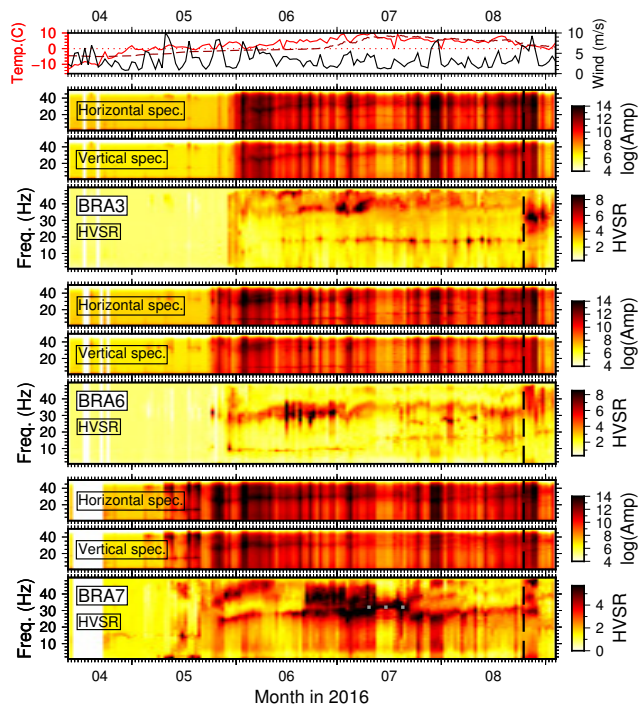 04 05 06 07 08
Temp.(C)
10
0
−10
10
5
0
Wind (m/s)
40
20
Horizontal spec.
40
20
Vertical spec.
14
12
10
8
6
4
log(Amp)
Freq. (Hz)
40
30
20
10
BRA3
HVSR
8
6
4
2
HVSR
40
20
Horizontal spec.
40
20
Vertical spec.
14
12
10
8
6
4
log(Amp)
Freq. (Hz)
40
30
20
10
BRA6
HVSR
8
6
4
2
HVSR
40
20
Horizontal spec.
40
20
Vertical spec.
14
12
10
8
6
4
log(Amp)
Freq. (Hz)
40
30
20
10
BRA7
HVSR
4
2
0
HVSR
04 05 06 07 08
Month in 2016